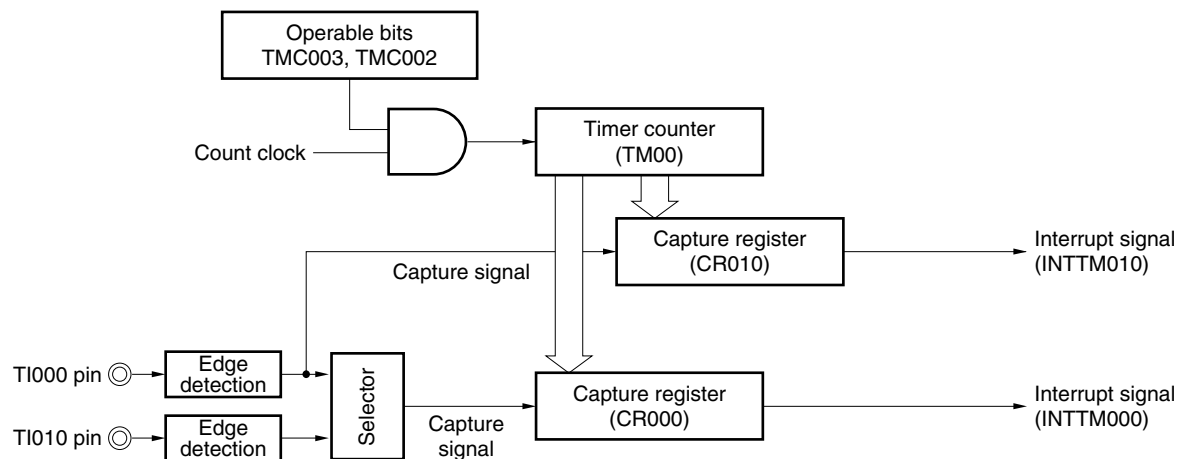 Operable bits
TMC003, TMC002
Count clock
Timer counter
(TM00)
Capture register
(CR010)
Interrupt signal
(INTTM010)
Capture signal
TI000 pin
Edge
detection
Selector
Capture register
(CR000)
Interrupt signal
(INTTM000)
TI010 pin
Edge
detection
Capture
signal